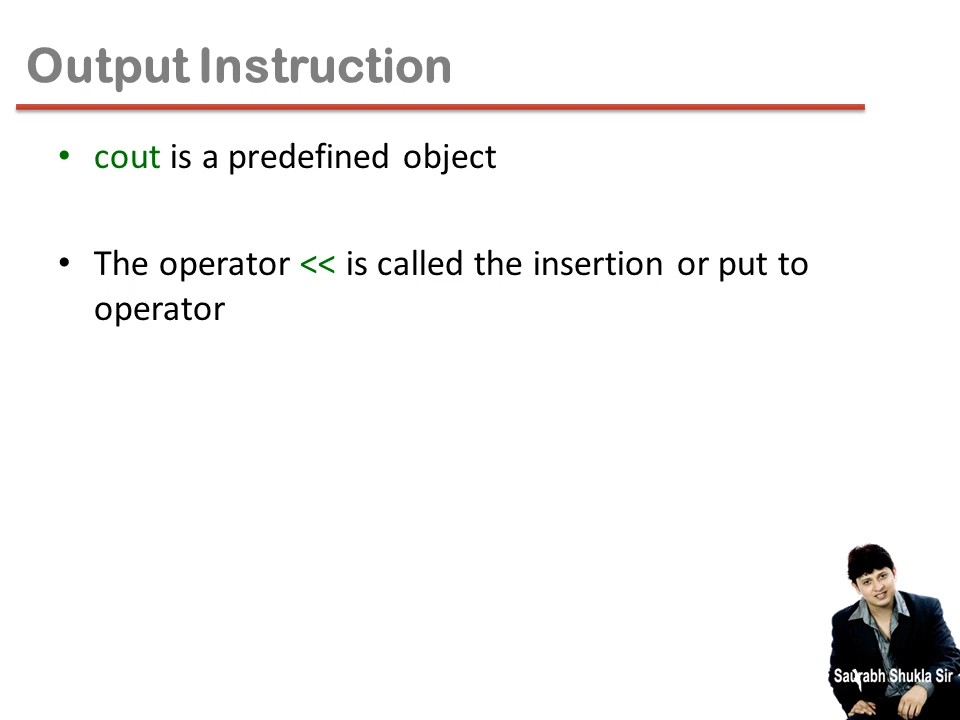 Output Instruction
• cout is a predefined object
• The operator << is called the insertion or put to
operator
Saurabh Shukla Sir